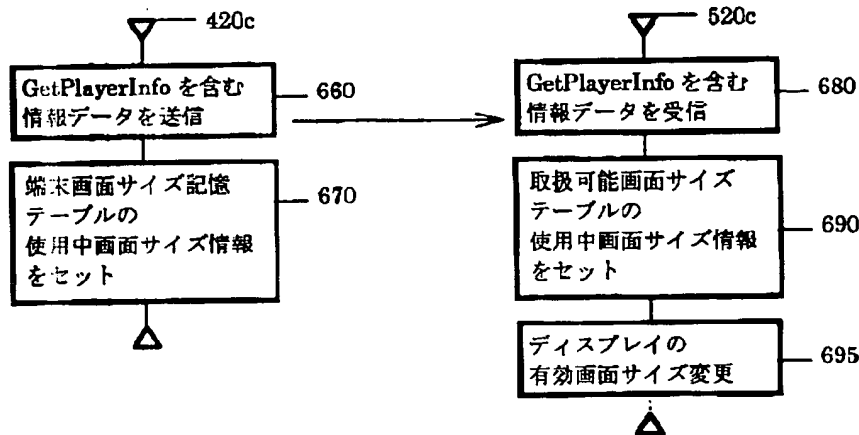 420c
GetPlayerInfo を含む
情報データを送信
660
端末画面サイズ記憶
テーブルの
使用中画面サイズ情報
をセット
670
520c
GetPlayerInfo を含む
情報データを受信
680
取扱可能画面サイズ
テーブルの
使用中画面サイズ情報
をセット
690
ディスプレイの
有効画面サイズ変更
695